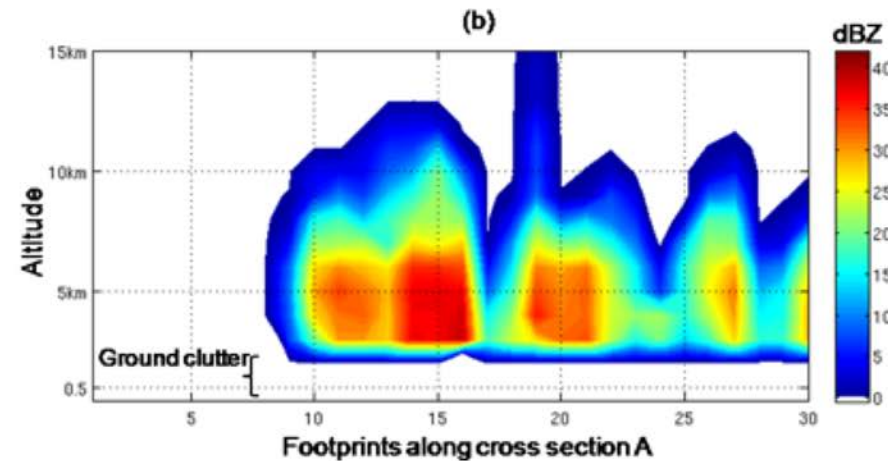 (b)
dBZ
15km
10km
5km
0.5
Altitude
Ground clutter
5 10 15 20 25 30
Footprints along cross section A
40
35
30
25
20
15
10
5
0